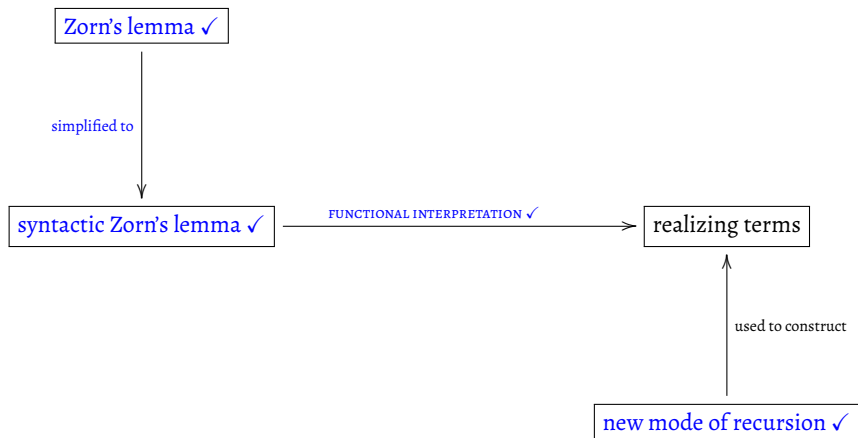 Zorn's lemma ✓
simplified to
syntactic Zorn's lemma ✓
FUNCTIONAL INTERPRETATION ✓
realizing terms
used to construct
new mode of recursion ✓